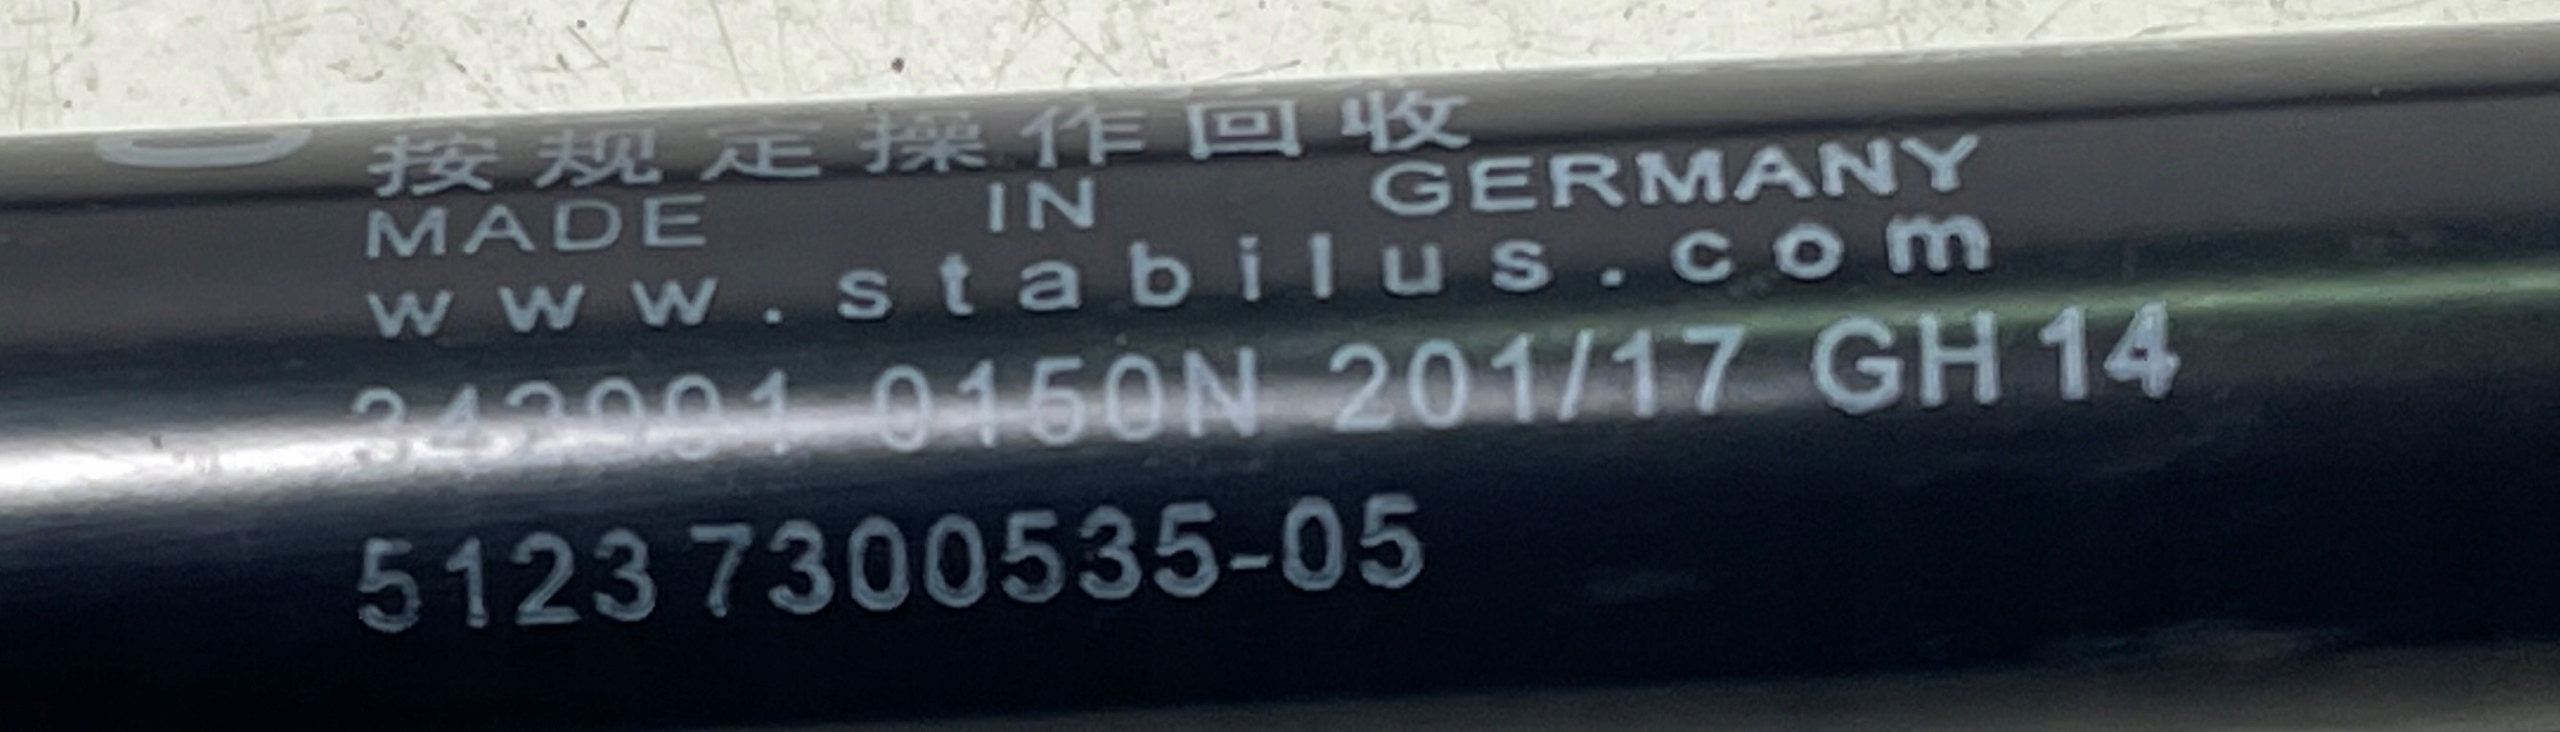 按规定操作回收
MADE IN GERMANY
www.stabilus.com
0150N 201/17 GH 14
5123 7300535-05